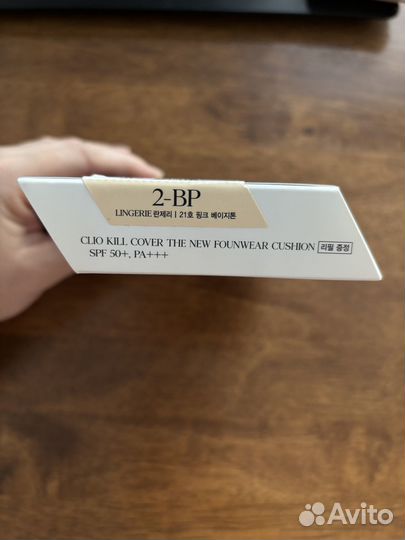 2-BP
LINGERIE 란제리 | 21호 핑크 베이지톤
CLIO KILL COVER THE NEW FOUNWEAR CUSHION 리필 증정
SPF 50+, PA+++
Avito